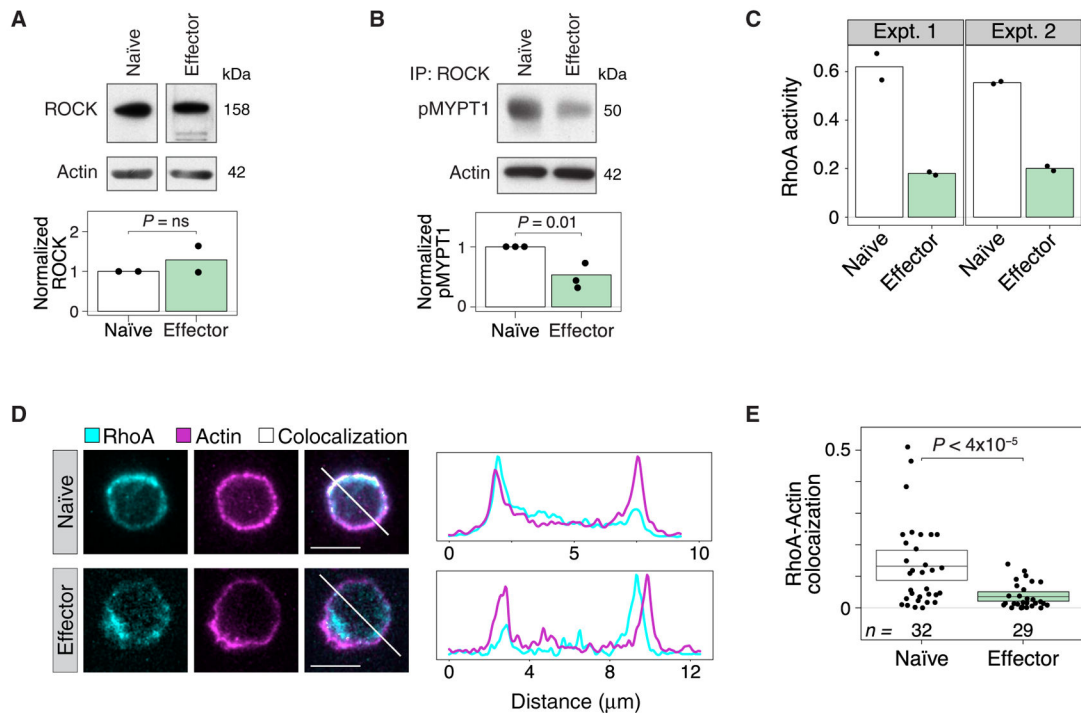 A
Naïve
Effector
kDa
ROCK
158
Actin
42
P = ns
Normalized
ROCK
2
1
0
Naïve
Effector
B
Naïve
Effector
IP: ROCK
kDa
pMYPT1
50
Actin
42
P = 0.01
Normalized
pMYPT1
1
0
Naïve
Effector
C
Expt. 1
Expt. 2
RhoA activity
0.6
0.4
0.2
0
Naïve
Effector
Naïve
Effector
D
RhoA
Actin
Colocalization
Naïve
0
5
10
Effector
0
4
8
12
Distance (μm)
E
P < 4x10⁻⁵
RhoA-Actin
colocaization
0.5
0
n =
32
29
Naïve
Effector